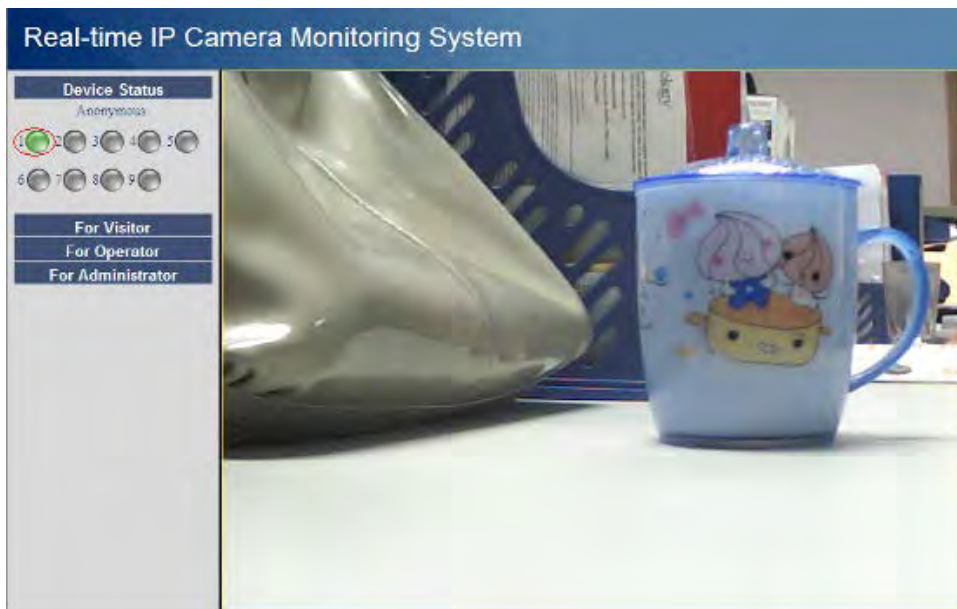 Real-time IP Camera Monitoring System
Device Status
Anonymous
1 2 3 4 5
6 7 8 9
For Visitor
For Operator
For Administrator